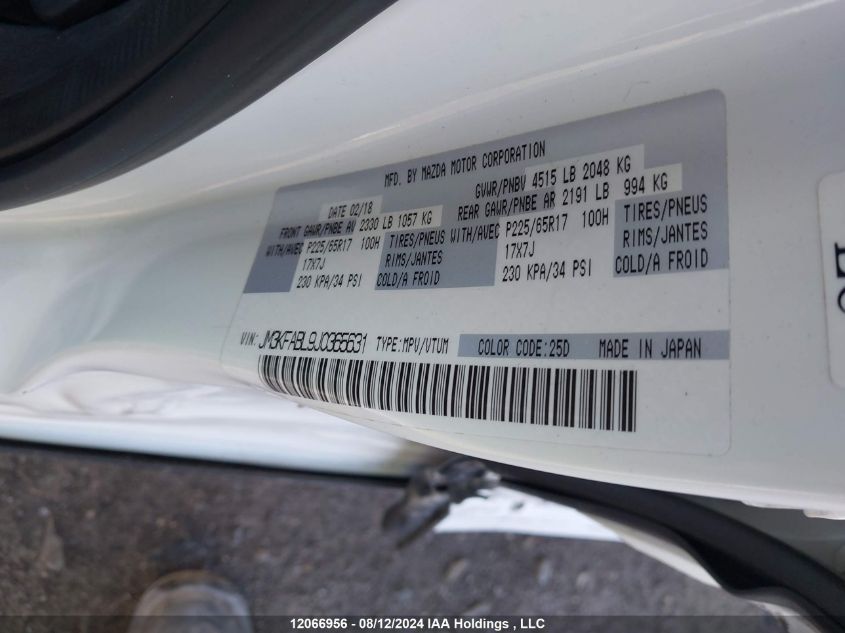 MFD. BY MAZDA MOTOR CORPORATION
DATE 02/18 GVWR/PNBV 4515 LB 2048 KG
FRONT GAWR/PNBE AV 2330 LB 1057 KG REAR GAWR/PNBE AR 2191 LB 994 KG
WITH/AVEC P225/65R17 100H TIRES/PNEUS WITH/AVEC P225/65R17 100H TIRES/PNEUS
17X7J RIMS/JANTES 17X7J RIMS/JANTES
230 KPA/34 PSI COLD/A FROID 230 KPA/34 PSI COLD/A FROID
VIN: JM3KFABL9J0365631 TYPE:MPV/VTUM COLOR CODE:25D MADE IN JAPAN
12066956 - 08/12/2024 IAA Holdings , LLC